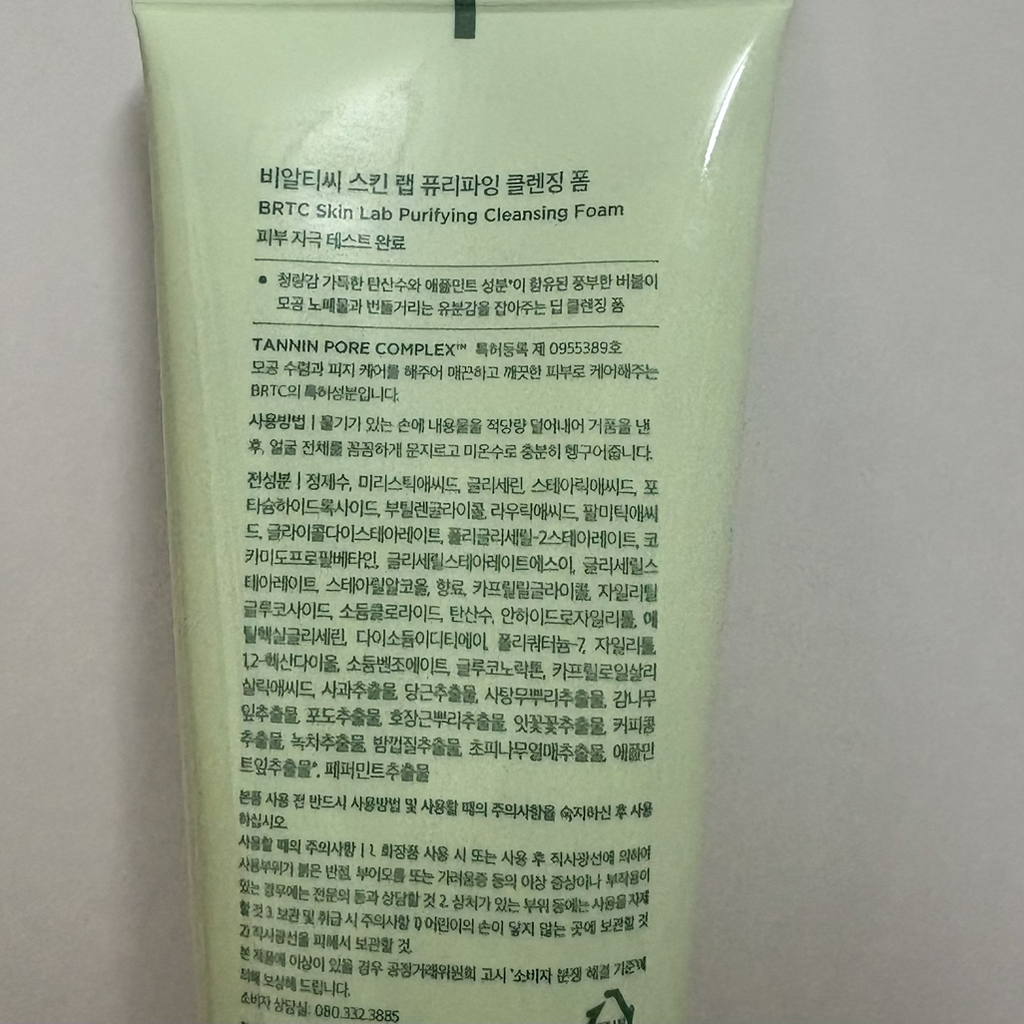 비알티씨 스킨 랩 퓨리파잉 클렌징 폼
BRTC Skin Lab Purifying Cleansing Foam
피부 자극 테스트 완료
• 청량감 가득한 탄산수와 애플민트 성분*이 함유된 풍부한 버블이
모공 노폐물과 번들거리는 유분감을 잡아주는 딥 클렌징 폼
TANNIN PORE COMPLEX™ 특허등록 제 0955389호
모공 수렴과 피지 케어를 해주어 매끈하고 깨끗한 피부로 케어해주는
BRTC의 특허성분입니다.
사용방법 | 물기가 있는 손에 내용물을 적당량 덜어내어 거품을 낸
후, 얼굴 전체를 꼼꼼하게 문지르고 미온수로 충분히 헹구어줍니다.
전성분 | 정제수, 미리스틱애씨드, 글리세린, 스테아릭애씨드, 포
타슘하이드록사이드, 부틸렌글라이콜, 라우릭애씨드, 팔미틱애씨
드, 글라이콜다이스테아레이트, 폴리글리세릴-2스테아레이트, 코
카미도프로필베타인, 글리세릴스테아레이트에스이, 글리세릴스
테아레이트, 스테아릴알코올, 향료, 카프릴릴글라이콜, 자일리틸
글루코사이드, 소듐클로라이드, 탄산수, 안하이드로자일리톨, 에
틸헥실글리세린, 다이소듐이디티에이, 폴리쿼터늄-7, 자일리톨,
1,2-헥산다이올, 소듐벤조에이트, 글루코노락톤, 카프릴로일살리
실릭애씨드, 사과추출물, 당근추출물, 사탕무뿌리추출물, 감나무
잎추출물, 포도추출물, 호장근뿌리추출물, 잇꽃꽃추출물, 커피콩
추출물, 녹차추출물, 밤껍질추출물, 초피나무열매추출물, 애플민
트잎추출물*, 페퍼민트추출물
본품 사용 전 반드시 사용방법 및 사용할 때의 주의사항을 숙지하신 후 사용
하십시오.
사용할 때의 주의사항 | 1. 화장품 사용 시 또는 사용 후 직사광선에 의하여
사용부위가 붉은 반점, 부어오름 또는 가려움증 등의 이상 증상이나 부작용이
있는 경우에는 전문의 등과 상담할 것 2. 상처가 있는 부위 등에는 사용을 자제
할 것 3. 보관 및 취급 시 주의사항 1) 어린이의 손이 닿지 않는 곳에 보관할 것
2) 직사광선을 피해서 보관할 것.
본 제품에 이상이 있을 경우 공정거래위원회 고시 '소비자 분쟁 해결 기준'에
의해 보상해 드립니다.
소비자 상담실: 080.332.3885